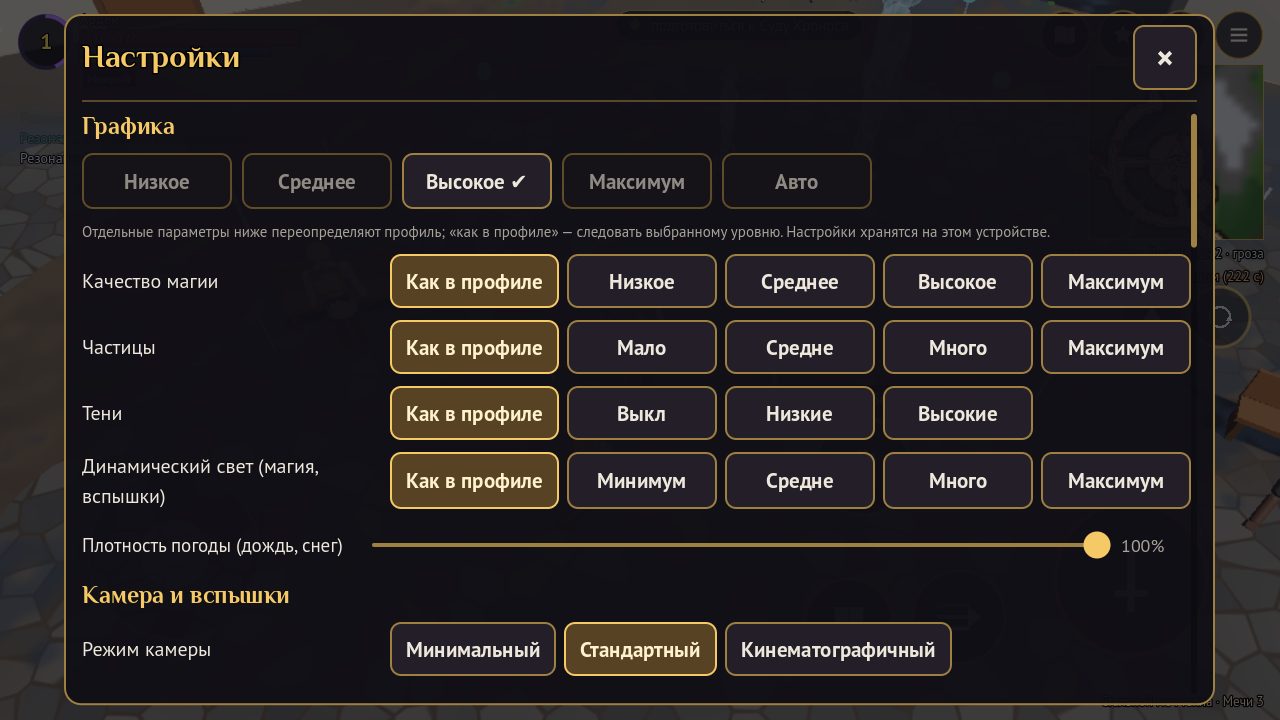 1
Настройки
×
Графика
Низкое Среднее Высокое ✔ Максимум Авто
Отдельные параметры ниже переопределяют профиль; «как в профиле» — следовать выбранному уровню. Настройки хранятся на этом устройстве.
Качество магии Как в профиле Низкое Среднее Высокое Максимум
Частицы Как в профиле Мало Средне Много Максимум
Тени Как в профиле Выкл Низкие Высокие
Динамический свет (магия,
вспышки) Как в профиле Минимум Средне Много Максимум
Плотность погоды (дождь, снег) 100%
Камера и вспышки
Режим камеры Минимальный Стандартный Кинематографичный
Резона
Резона
2 · гроза
(222 с)
· Мечи 3